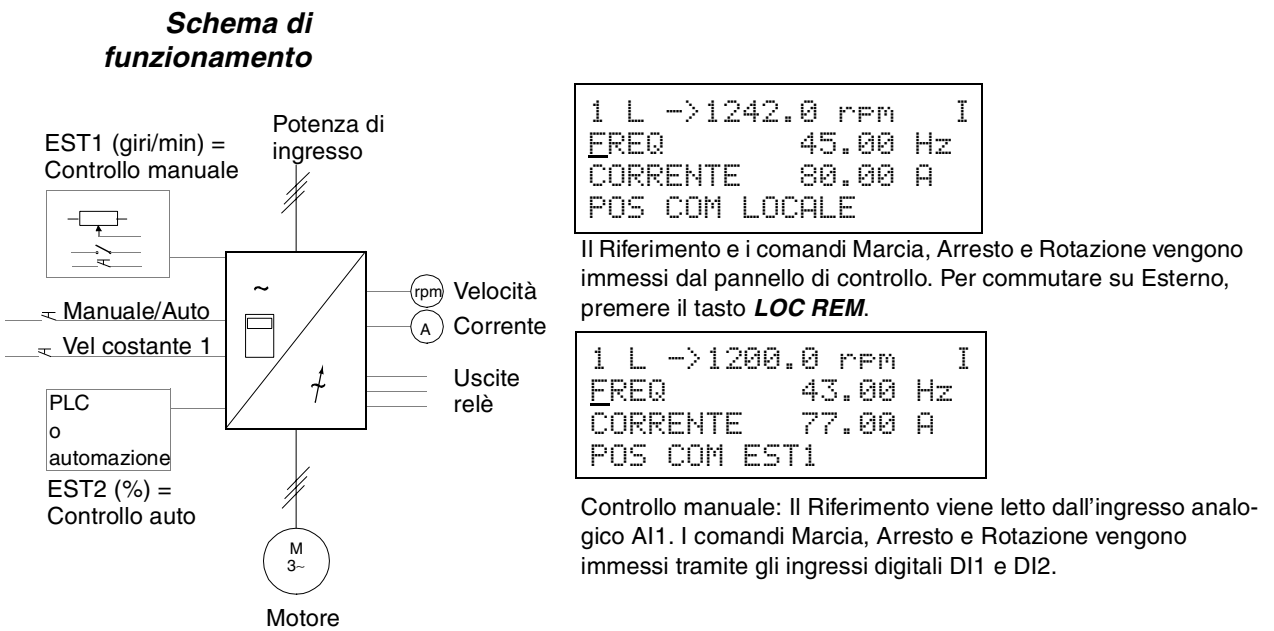 Schema di
funzionamento
EST1 (giri/min) =
Controllo manuale
Potenza di
ingresso
~
rpm
Velocità
A
Corrente
Manuale/Auto
Vel costante 1
Uscite
relè
~
PLC
o
automazione
EST2 (%) =
Controllo auto
M
3~
Motore
1 L ->1242.0 rpm I
FREQ 45.00 Hz
CORRENTE 80.00 A
POS COM LOCALE
Il Riferimento e i comandi Marcia, Arresto e Rotazione vengono
immessi dal pannello di controllo. Per commutare su Esterno,
premere il tasto LOC REM.
1 L ->1200.0 rpm I
FREQ 43.00 Hz
CORRENTE 77.00 A
POS COM EST1
Controllo manuale: Il Riferimento viene letto dall'ingresso analo-
gico AI1. I comandi Marcia, Arresto e Rotazione vengono
immessi tramite gli ingressi digitali DI1 e DI2.